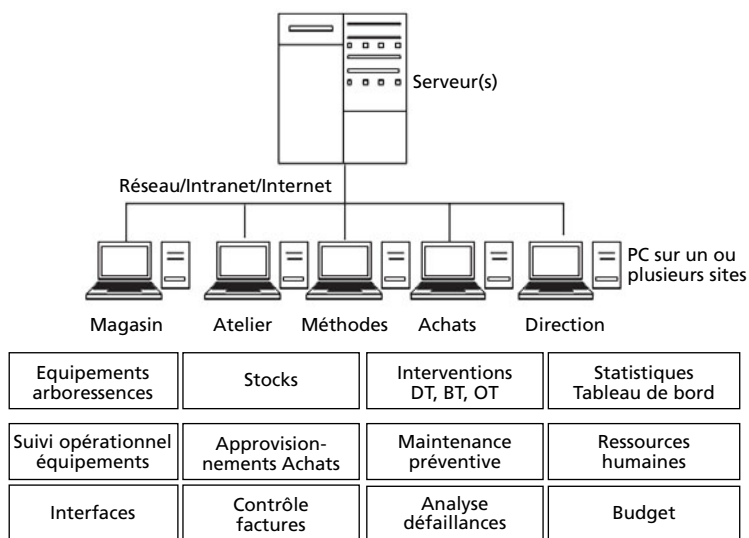 Serveur(s)
Réseau/Intranet/Internet
PC sur un ou
plusieurs sites
Magasin
Atelier
Méthodes
Achats
Direction
Equipements
arboressences
Stocks
Interventions
DT, BT, OT
Statistiques
Tableau de bord
Suivi opérationnel
équipements
Approvision-
nements Achats
Maintenance
préventive
Ressources
humaines
Interfaces
Contrôle
factures
Analyse
défaillances
Budget